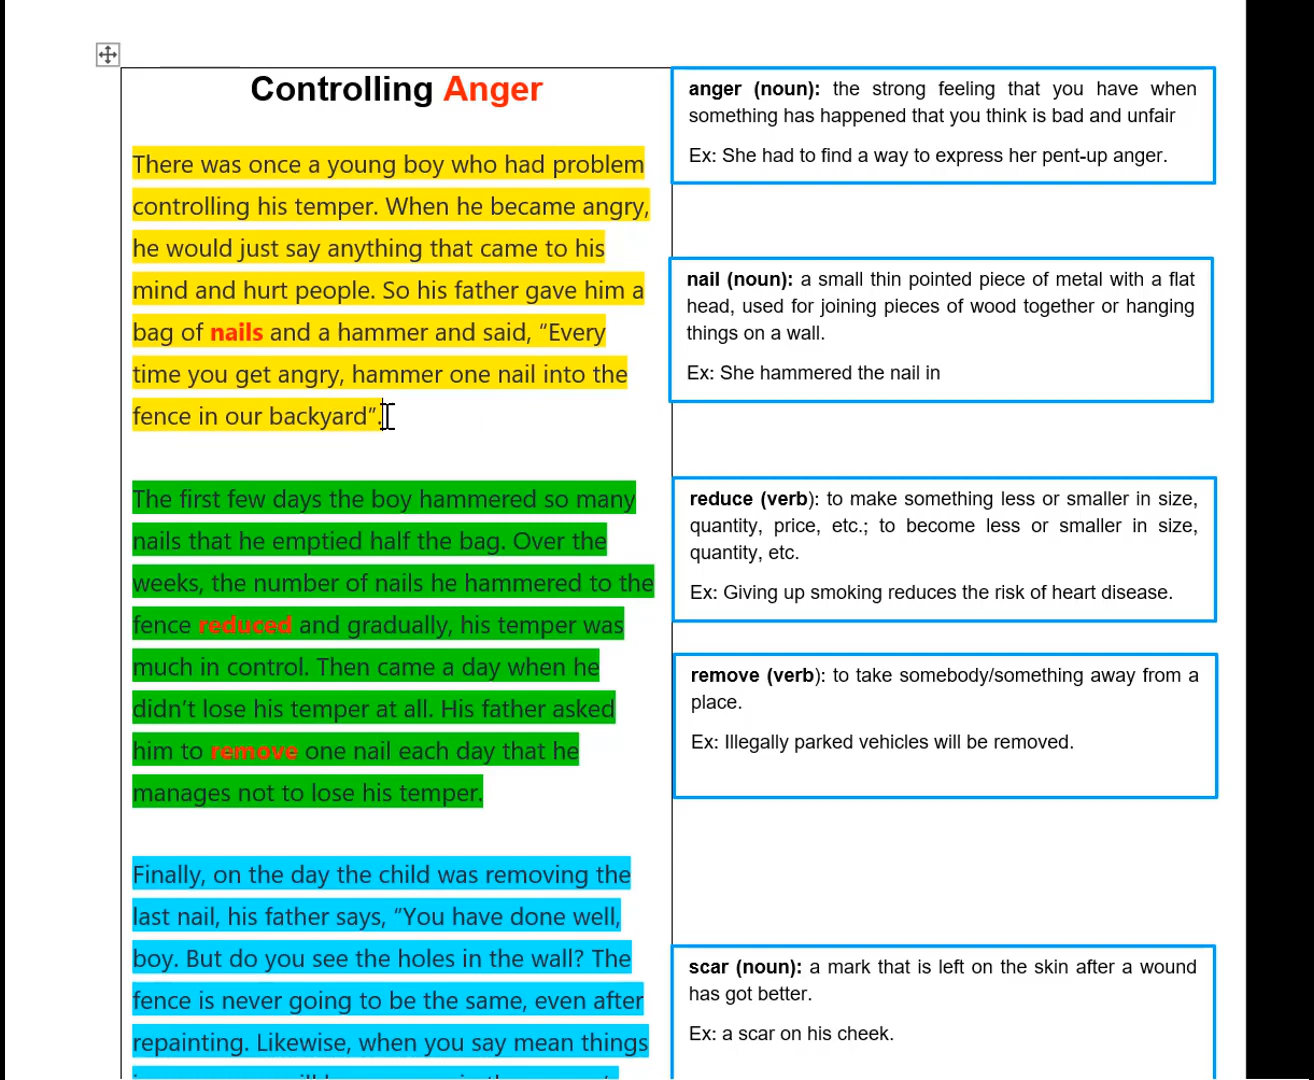 Controlling Anger
There was once a young boy who had problem
controlling his temper. When he became angry,
he would just say anything that came to his
mind and hurt people. So his father gave him a
bag of nails and a hammer and said, “Every
time you get angry, hammer one nail into the
fence in our backyard”.
The first few days the boy hammered so many
nails that he emptied half the bag. Over the
weeks, the number of nails he hammered to the
fence reduced and gradually, his temper was
much in control. Then came a day when he
didn’t lose his temper at all. His father asked
him to remove one nail each day that he
manages not to lose his temper.
Finally, on the day the child was removing the
last nail, his father says, “You have done well,
boy. But do you see the holes in the wall? The
fence is never going to be the same, even after
repainting. Likewise, when you say mean things
anger (noun): the strong feeling that you have when
something has happened that you think is bad and unfair
Ex: She had to find a way to express her pent-up anger.
nail (noun): a small thin pointed piece of metal with a flat
head, used for joining pieces of wood together or hanging
things on a wall.
Ex: She hammered the nail in
reduce (verb): to make something less or smaller in size,
quantity, price, etc.; to become less or smaller in size,
quantity, etc.
Ex: Giving up smoking reduces the risk of heart disease.
remove (verb): to take somebody/something away from a
place.
Ex: Illegally parked vehicles will be removed.
scar (noun): a mark that is left on the skin after a wound
has got better.
Ex: a scar on his cheek.